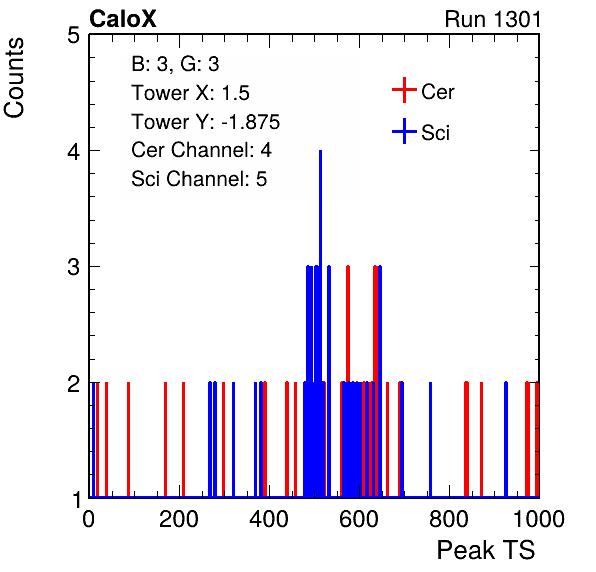 CaloX Run 1301
Counts
B: 3, G: 3
Tower X: 1.5
Tower Y: -1.875
Cer Channel: 4
Sci Channel: 5
Cer
Sci
5
4
3
2
1
0 200 400 600 800 1000
Peak TS